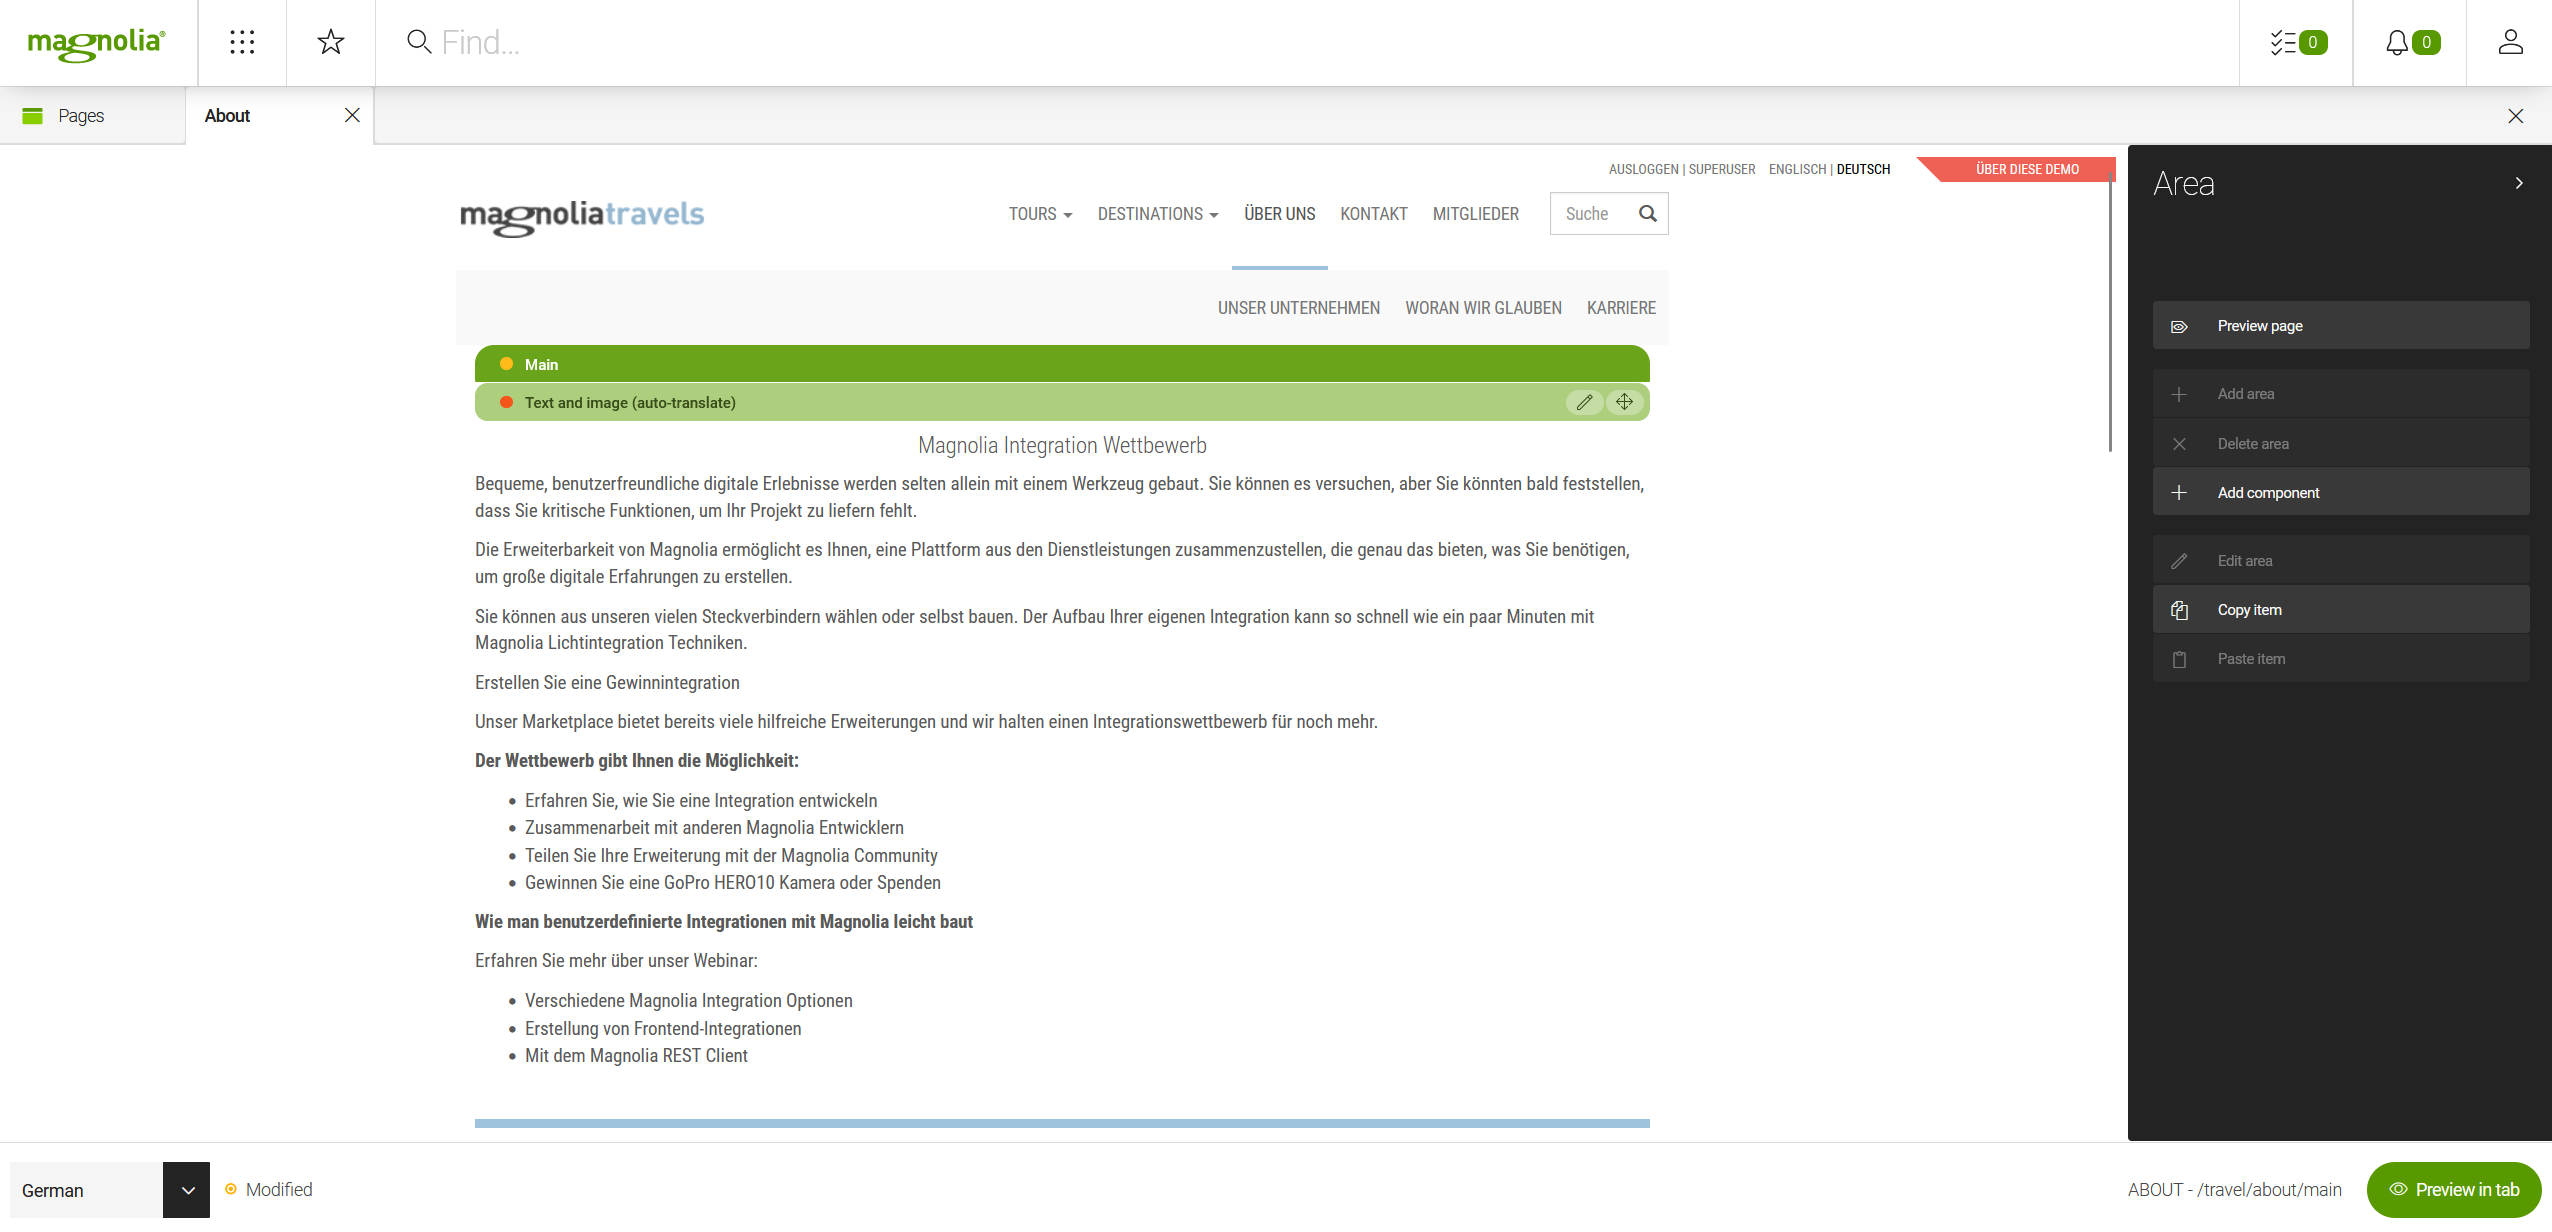 magnolia®
Find...
0
0
Pages
About
AUSLOGGEN | SUPERUSER ENGLISCH | DEUTSCH
ÜBER DIESE DEMO
magnoliatravels
TOURS DESTINATIONS ÜBER UNS KONTAKT MITGLIEDER
Suche
UNSER UNTERNEHMEN WORAN WIR GLAUBEN KARRIERE
Main
Text and image (auto-translate)
Magnolia Integration Wettbewerb
Bequeme, benutzerfreundliche digitale Erlebnisse werden selten allein mit einem Werkzeug gebaut. Sie können es versuchen, aber Sie könnten bald feststellen,
dass Sie kritische Funktionen, um Ihr Projekt zu liefern fehlt.
Die Erweiterbarkeit von Magnolia ermöglicht es Ihnen, eine Plattform aus den Dienstleistungen zusammenzustellen, die genau das bieten, was Sie benötigen,
um große digitale Erfahrungen zu erstellen.
Sie können aus unseren vielen Steckverbindern wählen oder selbst bauen. Der Aufbau Ihrer eigenen Integration kann so schnell wie ein paar Minuten mit
Magnolia Lichtintegration Techniken.
Erstellen Sie eine Gewinnintegration
Unser Marketplace bietet bereits viele hilfreiche Erweiterungen und wir halten einen Integrationswettbewerb für noch mehr.
Der Wettbewerb gibt Ihnen die Möglichkeit:
• Erfahren Sie, wie Sie eine Integration entwickeln
• Zusammenarbeit mit anderen Magnolia Entwicklern
• Teilen Sie Ihre Erweiterung mit der Magnolia Community
• Gewinnen Sie eine GoPro HERO10 Kamera oder Spenden
Wie man benutzerdefinierte Integrationen mit Magnolia leicht baut
Erfahren Sie mehr über unser Webinar:
• Verschiedene Magnolia Integration Optionen
• Erstellung von Frontend-Integrationen
• Mit dem Magnolia REST Client
Area
Preview page
Add area
Delete area
Add component
Edit area
Copy item
Paste item
German
Modified
ABOUT - /travel/about/main
Preview in tab